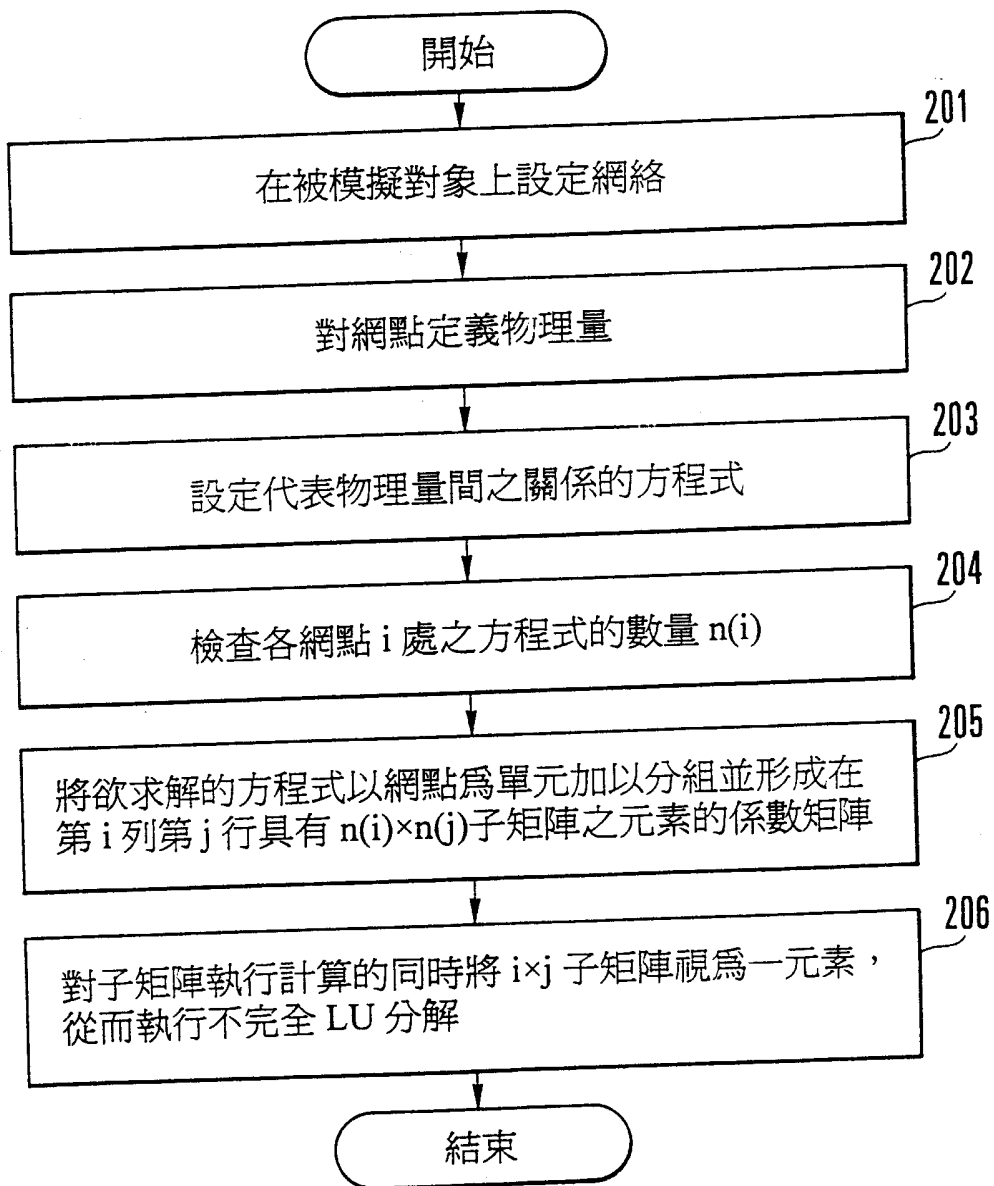 開始
201
在被模擬對象上設定網絡
202
對網點定義物理量
203
設定代表物理量間之關係的方程式
204
檢查各網點 i 處之方程式的數量 n(i)
205
將欲求解的方程式以網點爲單元加以分組並形成在
第 i 列第 j 行具有 n(i)×n(j)子矩陣之元素的係數矩陣
206
對子矩陣執行計算的同時將 i×j 子矩陣視爲一元素，
從而執行不完全 LU 分解
結束